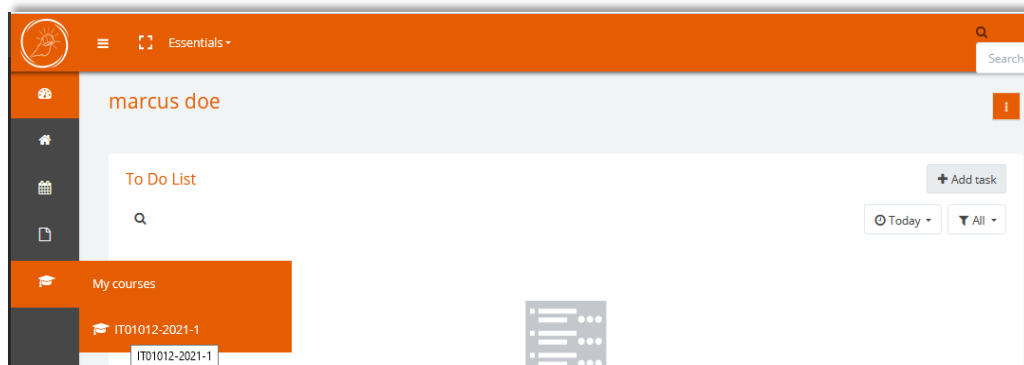 Essentials
Search
marcus doe
To Do List
Add task
Today
All
My courses
IT01012-2021-1
IT01012-2021-1